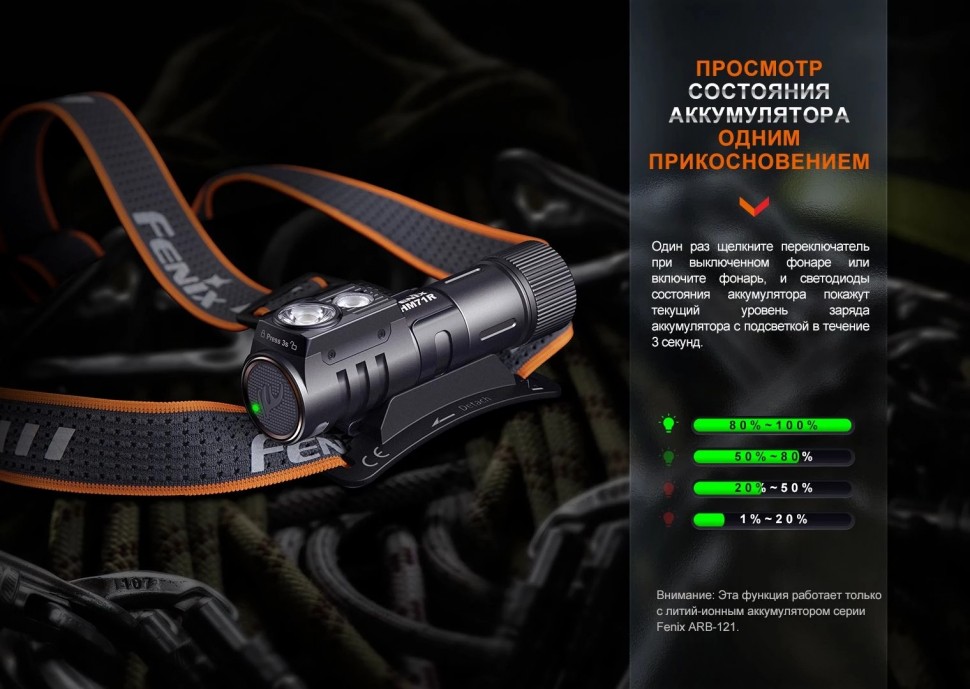 ПРОСМОТР
СОСТОЯНИЯ
АККУМУЛЯТОРА
ОДНИМ
ПРИКОСНОВЕНИЕМ
Один раз щелкните переключатель
при выключенном фонаре или
включите фонарь, и светодиоды
состояния аккумулятора покажут
текущий уровень заряда
аккумулятора с подсветкой в течение
3 секунд.
80%~100%
50%~80%
20%~50%
1%~20%
Внимание: Эта функция работает только
с литий-ионным аккумулятором серии
Fenix ARB-121.
FENIX
FENIX
HM71R
Press 3s
Detach
CE
FENIX
107